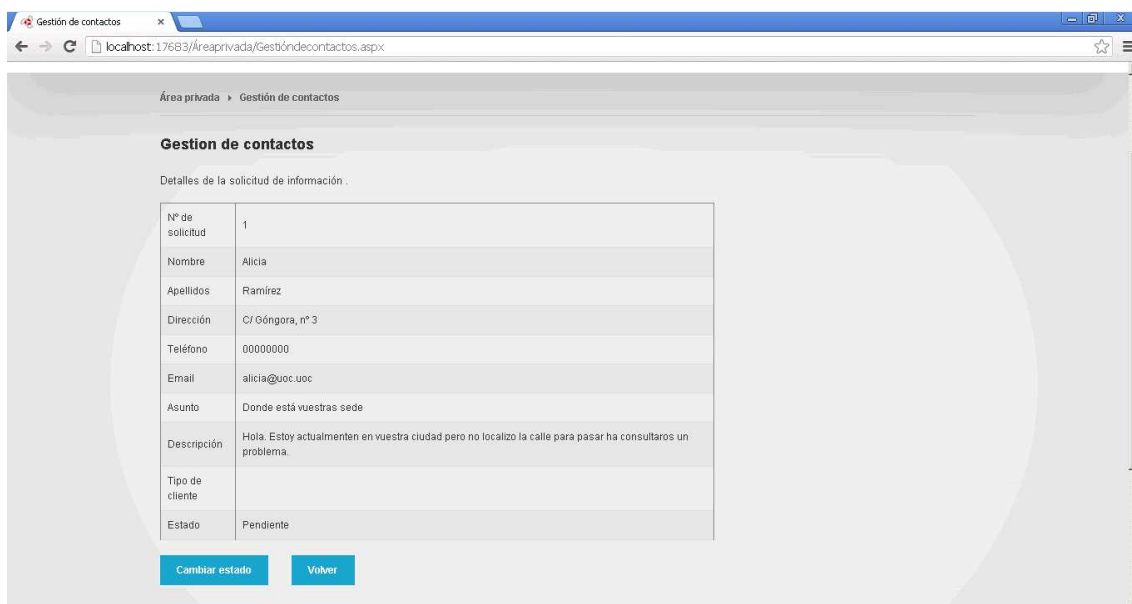 Gestión de contactos
localhost:17683/Áreaprivada/Gestióndecontactos.aspx
Área privada Gestión de contactos
Gestion de contactos
Detalles de la solicitud de información .
Nº de solicitud 1
Nombre Alicia
Apellidos Ramírez
Dirección C/ Góngora, nº 3
Teléfono 00000000
Email alicia@uoc.uoc
Asunto Donde está vuestras sede
Descripción Hola. Estoy actualmenten en vuestra ciudad pero no localizo la calle para pasar ha consultaros un
problema.
Tipo de cliente
Estado Pendiente
Cambiar estado Volver